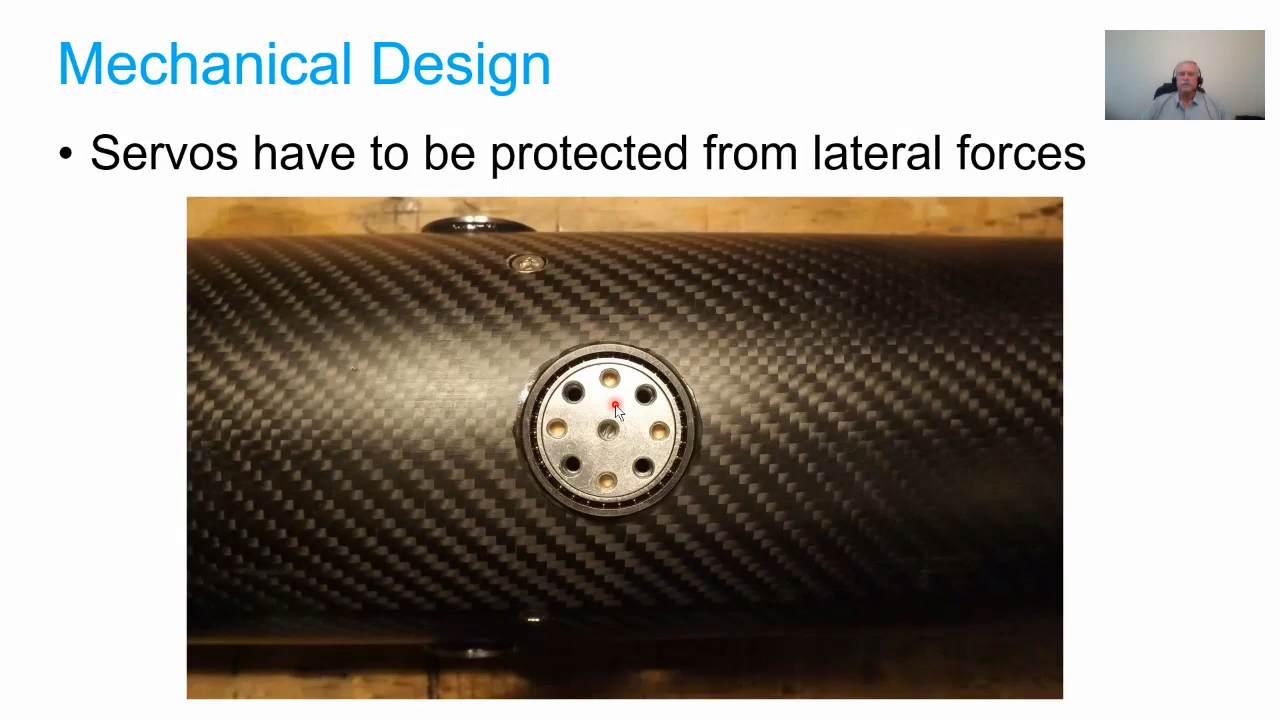 Mechanical Design
• Servos have to be protected from lateral forces